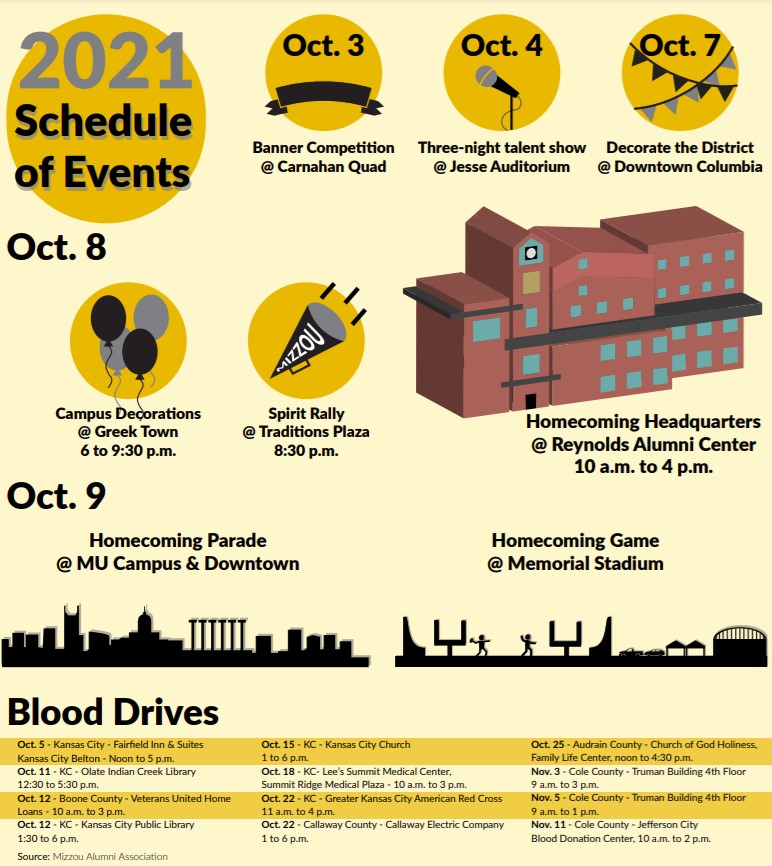 2021
Schedule
of Events
Oct. 3
Banner Competition
@ Carnahan Quad
Oct. 4
Three-night talent show
@ Jesse Auditorium
Oct. 7
Decorate the District
@ Downtown Columbia
Oct. 8
Campus Decorations
@ Greek Town
6 to 9:30 p.m.
MIZZOU
Spirit Rally
@ Traditions Plaza
8:30 p.m.
Homecoming Headquarters
@ Reynolds Alumni Center
10 a.m. to 4 p.m.
Oct. 9
Homecoming Parade
@ MU Campus & Downtown
Homecoming Game
@ Memorial Stadium
Blood Drives
Oct. 5 - Kansas City - Fairfield Inn & Suites
Kansas City Belton - Noon to 5 p.m.
Oct. 11 - KC - Olate Indian Creek Library
12:30 to 5:30 p.m.
Oct. 12 - Boone County - Veterans United Home
Loans - 10 a.m. to 3 p.m.
Oct. 12 - KC - Kansas City Public Library
1:30 to 6 p.m.
Oct. 15 - KC - Kansas City Church
1 to 6 p.m.
Oct. 18 - KC- Lee's Summit Medical Center,
Summit Ridge Medical Plaza - 10 a.m. to 3 p.m.
Oct. 22 - KC - Greater Kansas City American Red Cross
11 a.m. to 4 p.m.
Oct. 22 - Callaway County - Callaway Electric Company
1 to 6 p.m.
Oct. 25 - Audrain County - Church of God Holiness,
Family Life Center, noon to 4:30 p.m.
Nov. 3 - Cole County - Truman Building 4th Floor
9 a.m. to 3 p.m.
Nov. 5 - Cole County - Truman Building 4th Floor
9 a.m. to 1 p.m.
Nov. 11 - Cole County - Jefferson City
Blood Donation Center, 10 a.m. to 2 p.m.
Source: Mizzou Alumni Association